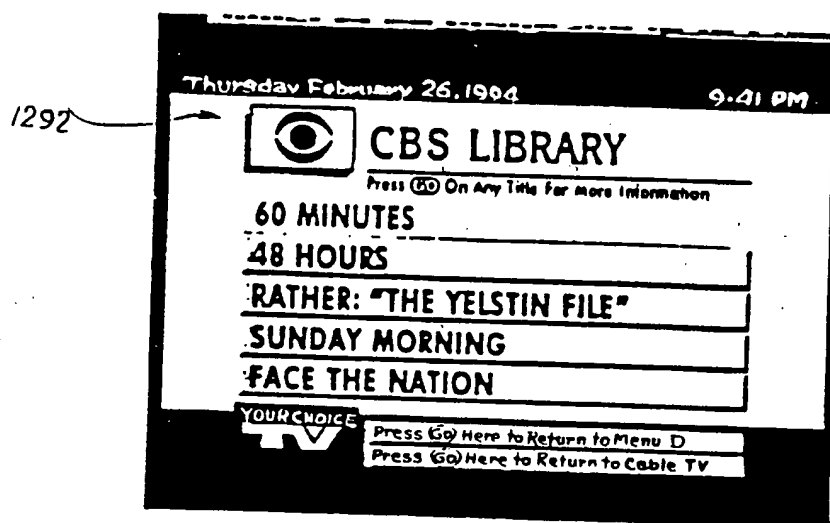 Thursday February 26, 1994
9:41 PM
1292
CBS LIBRARY
Press GO On Any Title For More Information
60 MINUTES
48 HOURS
RATHER: "THE YELSTIN FILE"
SUNDAY MORNING
FACE THE NATION
YOUR CHOICE
TV
Press Go Here to Return to Menu D
Press Go Here to Return to Cable TV